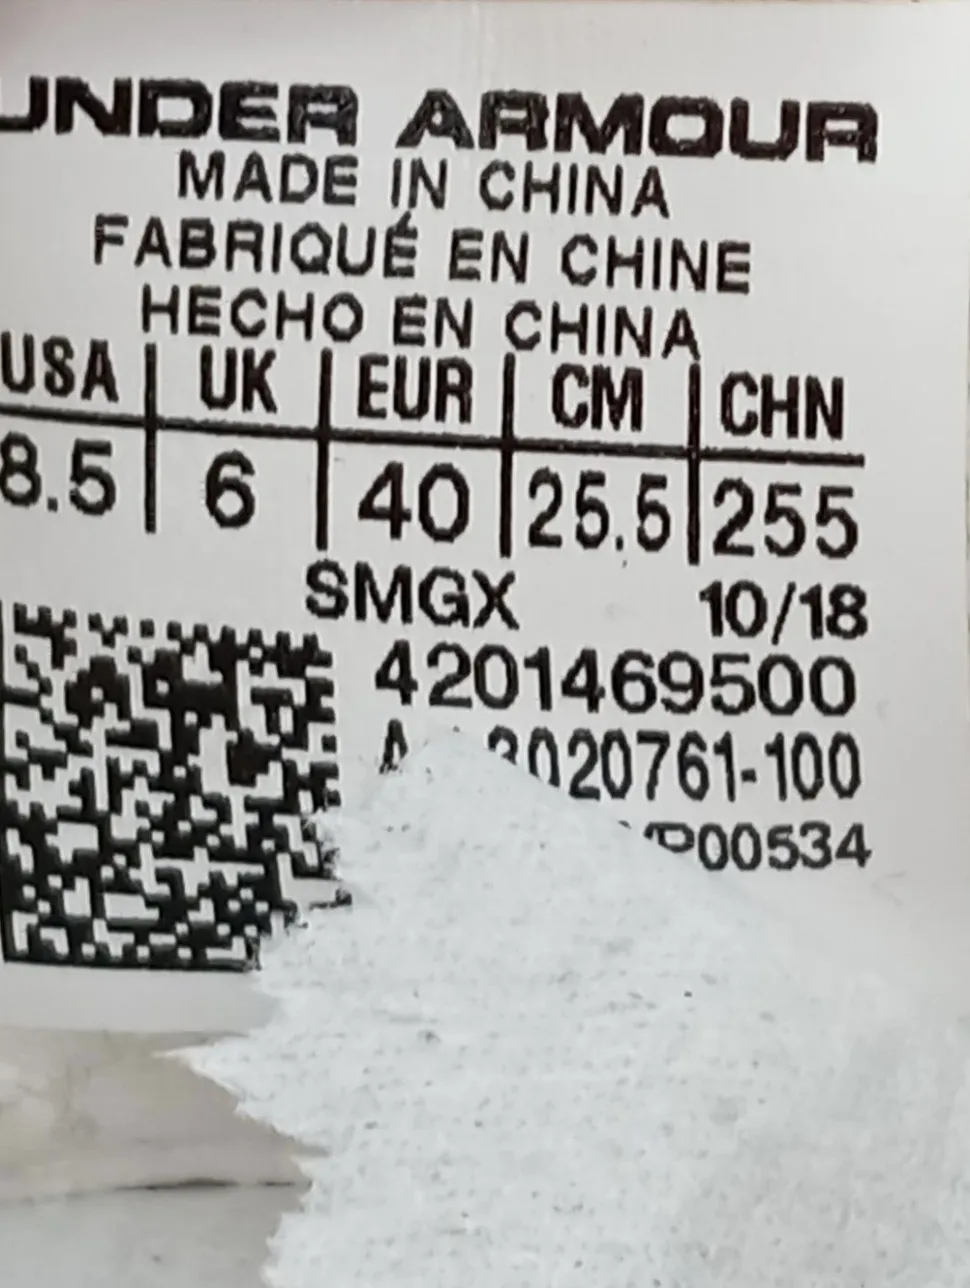 UNDER ARMOUR
MADE IN CHINA
FABRIQUÉ EN CHINE
HECHO EN CHINA
USA | UK | EUR | CM | CHN
8.5 | 6 | 40 | 25.5 | 255
SMGX 10/18
4201469500
3020761-100